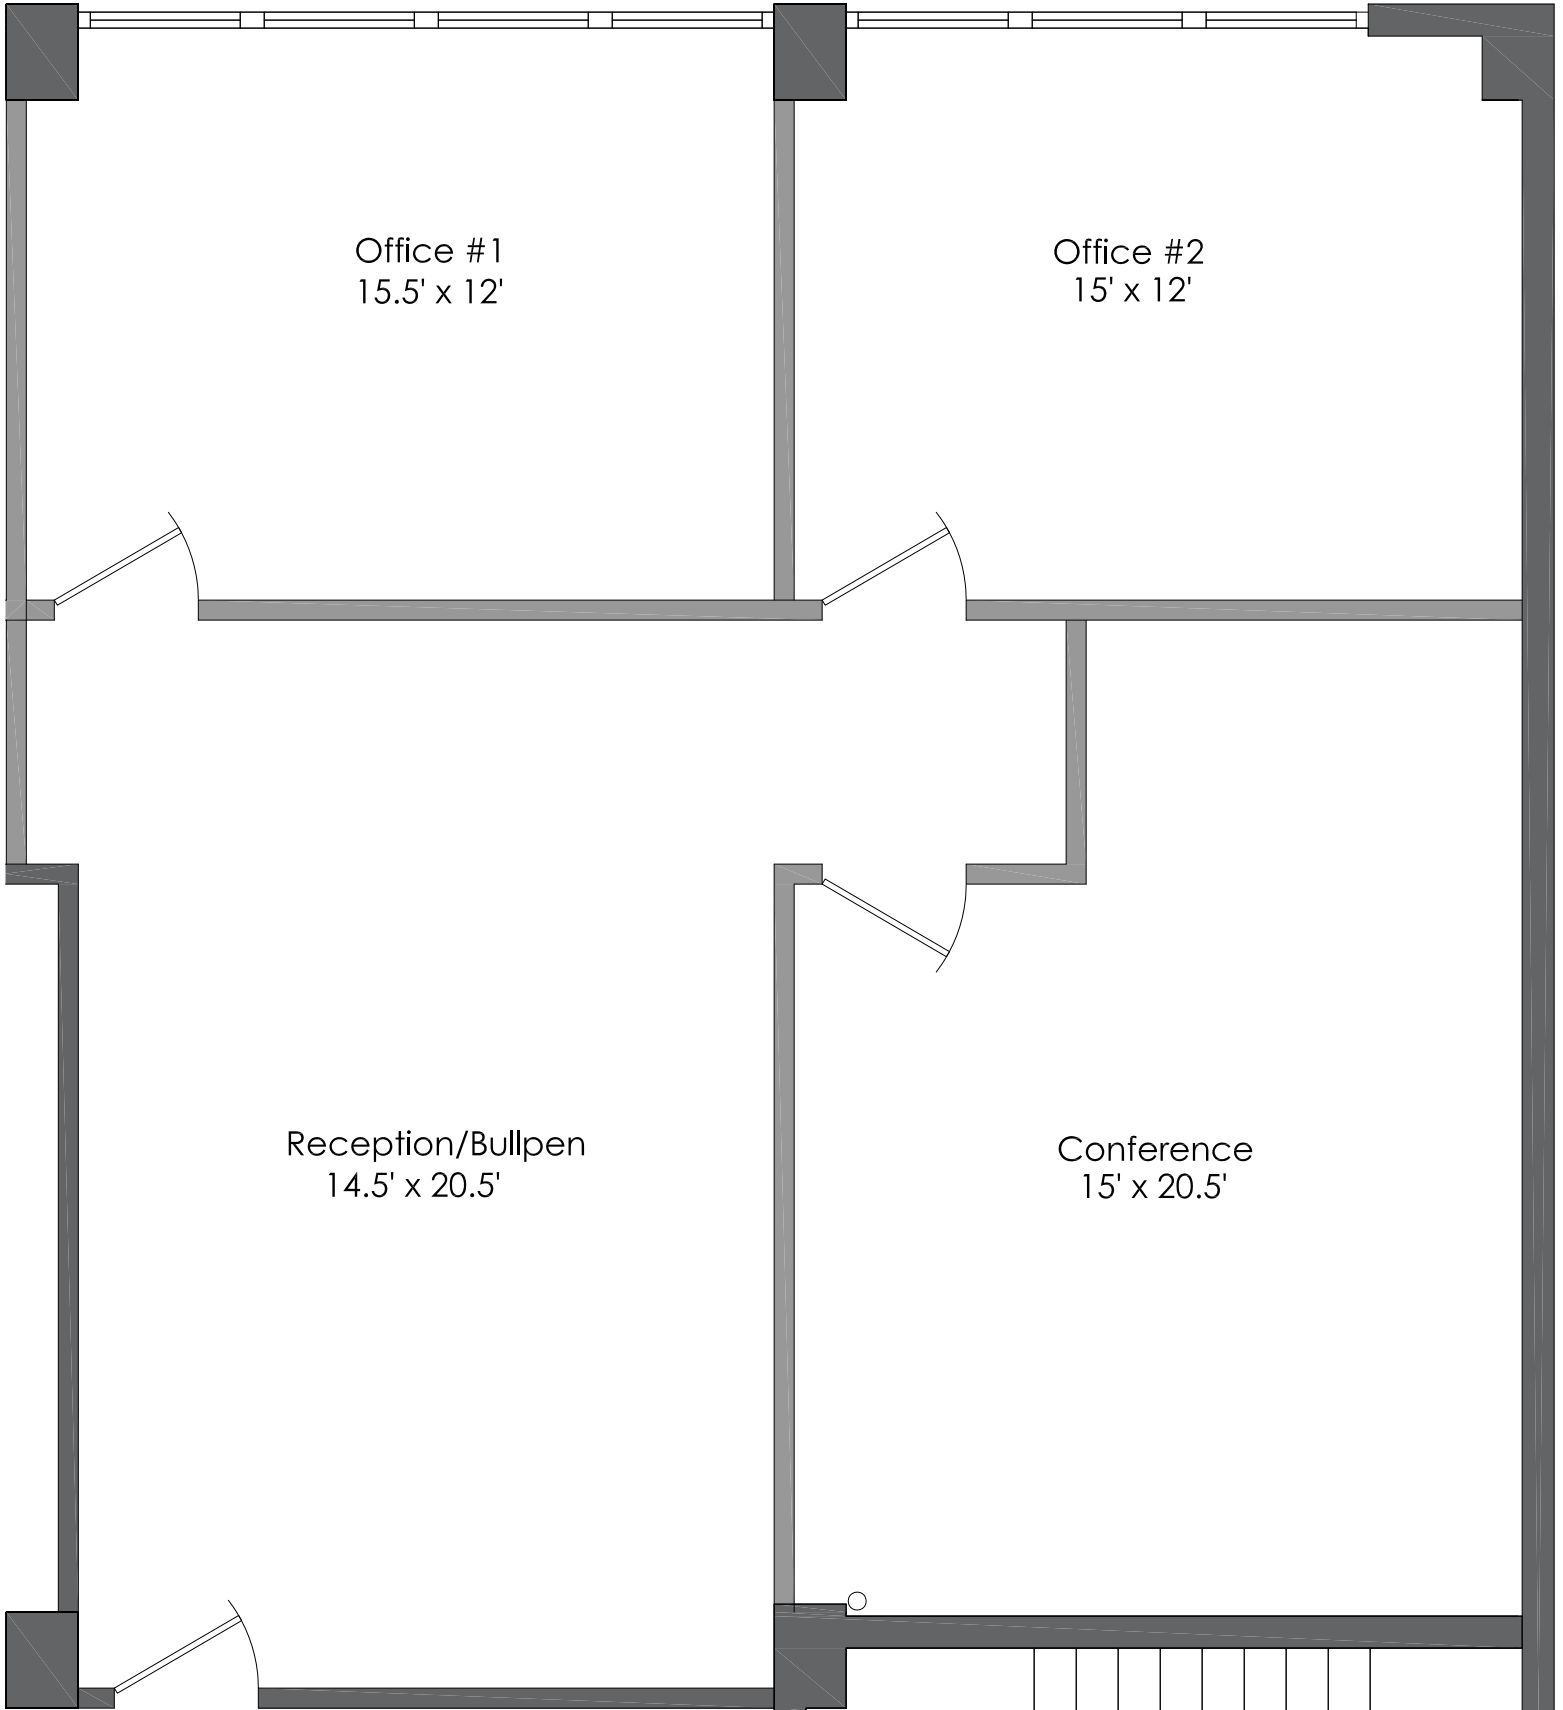 Office #1
15.5' x 12'
Office #2
15' x 12'
Reception/Bullpen
14.5' x 20.5'
Conference
15' x 20.5'